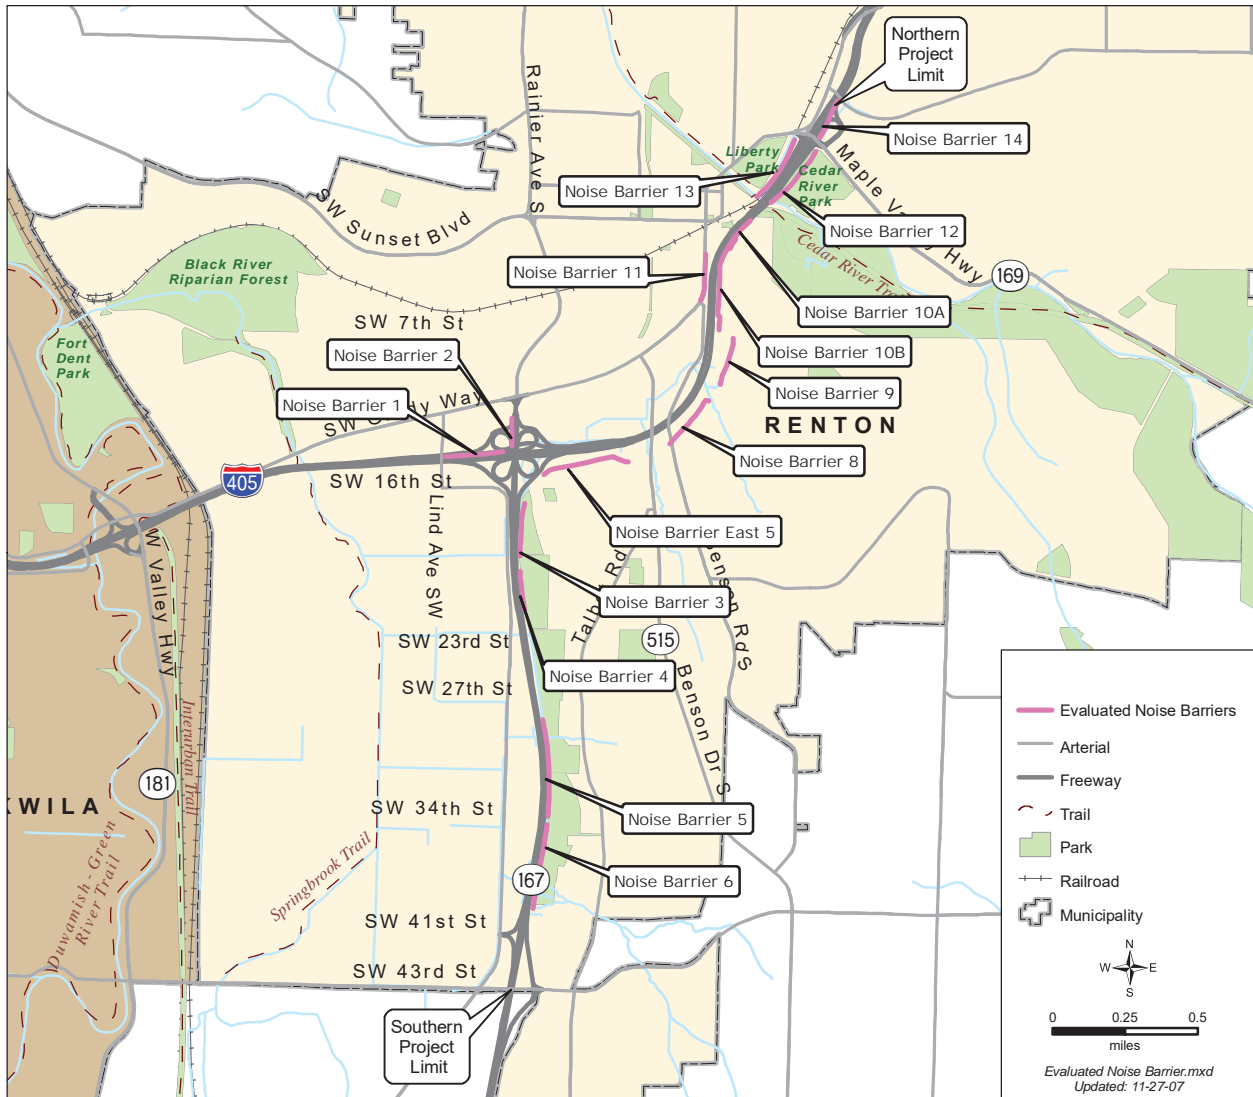 Northern
Project
Limit
Noise Barrier 14
Rainier Ave S
Liberty
Park
Maple Valley Hwy
Noise Barrier 13
Cedar
River
Park
SW Sunset Blvd
Noise Barrier 12
Cedar River Trail
Black River
Riparian Forest
Noise Barrier 11
169
Noise Barrier 10A
SW 7th St
Fort
Dent
Park
Noise Barrier 2
Noise Barrier 10B
Noise Barrier 9
Noise Barrier 1
SW Grady Way
RENTON
Noise Barrier 8
405
SW 16th St
Lind Ave SW
Noise Barrier East 5
W Valley Hwy
Talbot Rd
Benson Rd S
Noise Barrier 3
515
SW 23rd St
Noise Barrier 4
SW 27th St
Benson Dr S
Interurban Trail
181
KWILA
SW 34th St
Noise Barrier 5
Springbrook Trail
Noise Barrier 6
167
Duwamish - Green
River Trail
SW 41st St
SW 43rd St
Southern
Project
Limit
Evaluated Noise Barriers
Arterial
Freeway
Trail
Park
Railroad
Municipality
N
W E
S
0 0.25 0.5
miles
Evaluated Noise Barrier.mxd
Updated: 11-27-07